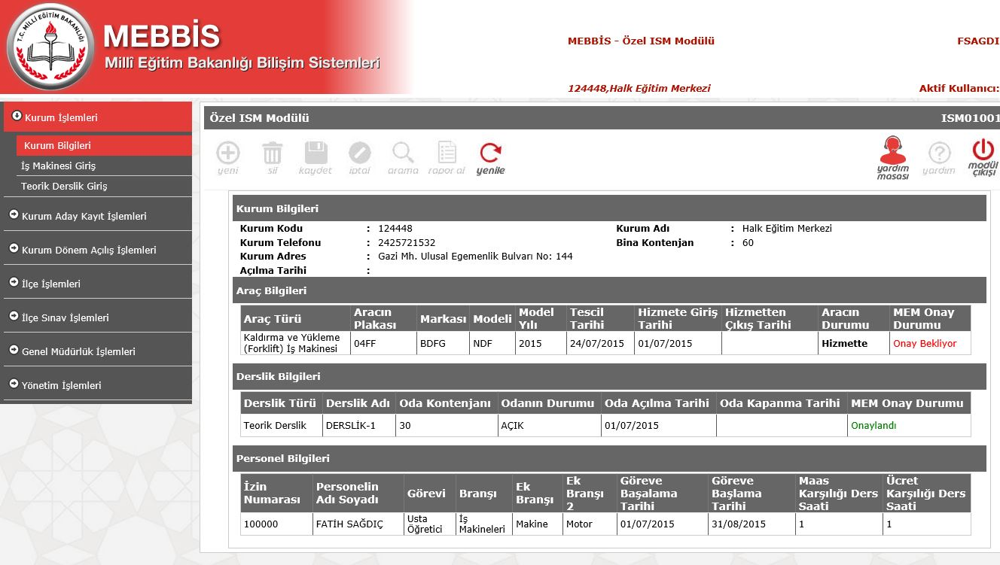 T.C. MİLLİ EĞİTİM BAKANLIĞI
MEBBİS
Millî Eğitim Bakanlığı Bilişim Sistemleri
MEBBİS - Özel ISM Modülü
FSAGDI
124448,Halk Eğitim Merkezi
Aktif Kullanıcı:
Kurum İşlemleri
Kurum Bilgileri
İş Makinesi Giriş
Teorik Derslik Giriş
Kurum Aday Kayıt İşlemleri
Kurum Dönem Açılış İşlemleri
İlçe İşlemleri
İlçe Sınav İşlemleri
Genel Müdürlük İşlemleri
Yönetim İşlemleri
Özel ISM Modülü ISM01001
yeni sil kaydet iptal arama rapor al yenile yardım masası yardım modül çıkışı
Kurum Bilgileri
Kurum Kodu : 124448 Kurum Adı : Halk Eğitim Merkezi
Kurum Telefonu : 2425721532 Bina Kontenjan : 60
Kurum Adres : Gazi Mh. Ulusal Egemenlik Bulvarı No: 144
Açılma Tarihi :
Araç Bilgileri
Araç Türü Aracın Plakası Markası Modeli Model Yılı Tescil Tarihi Hizmete Giriş Tarihi Hizmetten Çıkış Tarihi Aracın Durumu MEM Onay Durumu
Kaldırma ve Yükleme (Forklift) İş Makinesi 04FF BDFG NDF 2015 24/07/2015 01/07/2015 Hizmette Onay Bekliyor
Derslik Bilgileri
Derslik Türü Derslik Adı Oda Kontenjanı Odanın Durumu Oda Açılma Tarihi Oda Kapanma Tarihi MEM Onay Durumu
Teorik Derslik DERSLİK-1 30 AÇIK 01/07/2015 Onaylandı
Personel Bilgileri
İzin Numarası Personelin Adı Soyadı Görevi Branşı Ek Branşı Ek Branşı 2 Göreve Başalama Tarihi Göreve Başlama Tarihi Maas Karşılığı Ders Saati Ücret Karşılığı Ders Saati
100000 FATİH SAĞDIÇ Usta Öğretici İş Makineleri Makine Motor 01/07/2015 31/08/2015 1 1